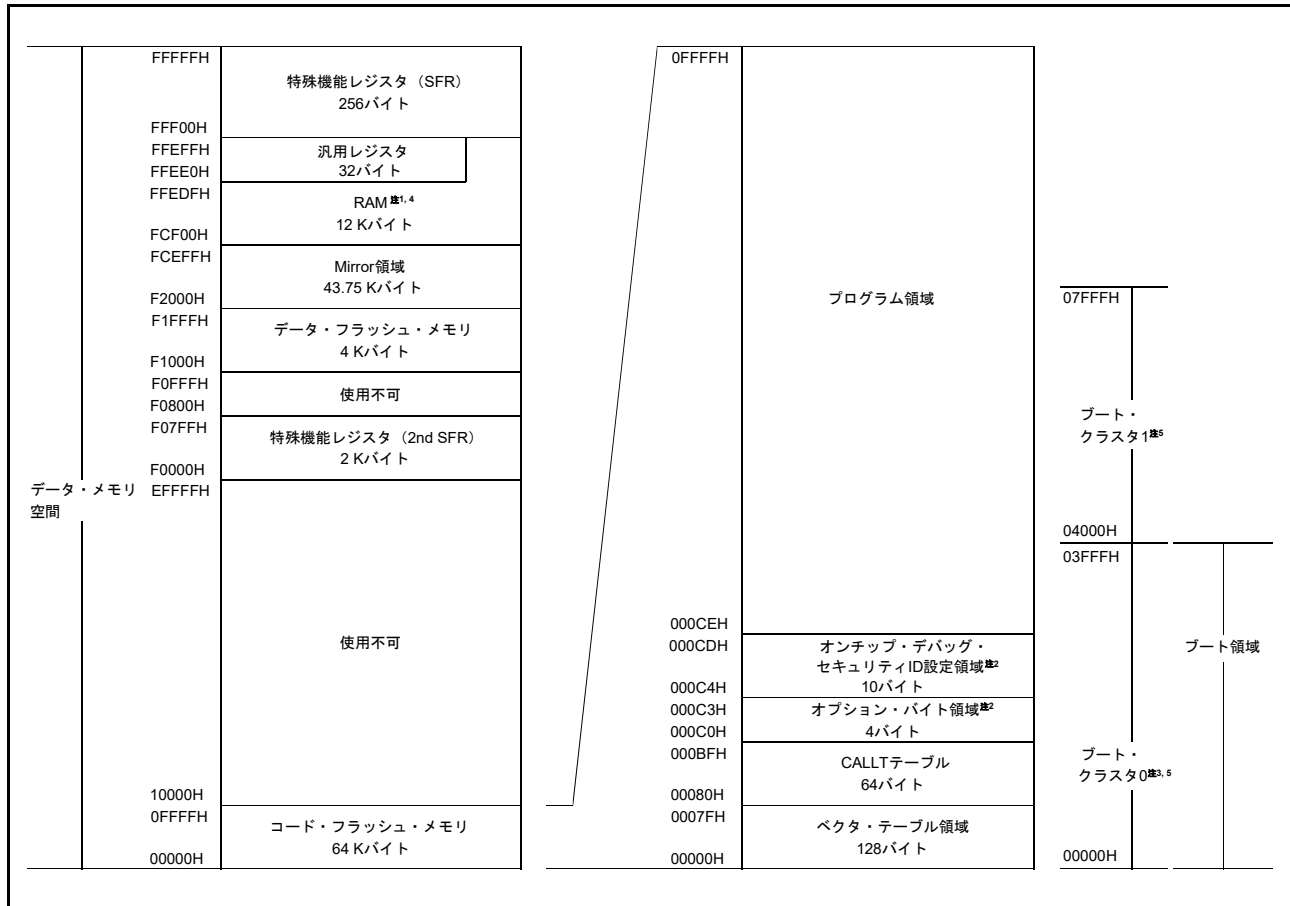 FFFFFH
特殊機能レジスタ（SFR）
256バイト
FFF00H
FFEFFH
汎用レジスタ
32バイト
FFEE0H
FFEDFH
RAM注1, 4
12 Kバイト
FCF00H
FCEFFH
Mirror領域
43.75 Kバイト
F2000H
F1FFFH
データ・フラッシュ・メモリ
4 Kバイト
F1000H
F0FFFH
使用不可
F0800H
F07FFH
特殊機能レジスタ（2nd SFR）
2 Kバイト
F0000H
データ・メモリ
空間
EFFFFH
使用不可
10000H
0FFFFH
コード・フラッシュ・メモリ
64 Kバイト
00000H
0FFFFH
プログラム領域
000CEH
000CDH
オンチップ・デバッグ・
セキュリティID設定領域注2
10バイト
000C4H
000C3H
オプション・バイト領域注2
4バイト
000C0H
000BFH
CALLTテーブル
64バイト
00080H
0007FH
ベクタ・テーブル領域
128バイト
00000H
07FFFH
ブート・
クラスタ1注5
04000H
03FFFH
ブート領域
ブート・
クラスタ0注3, 5
00000H